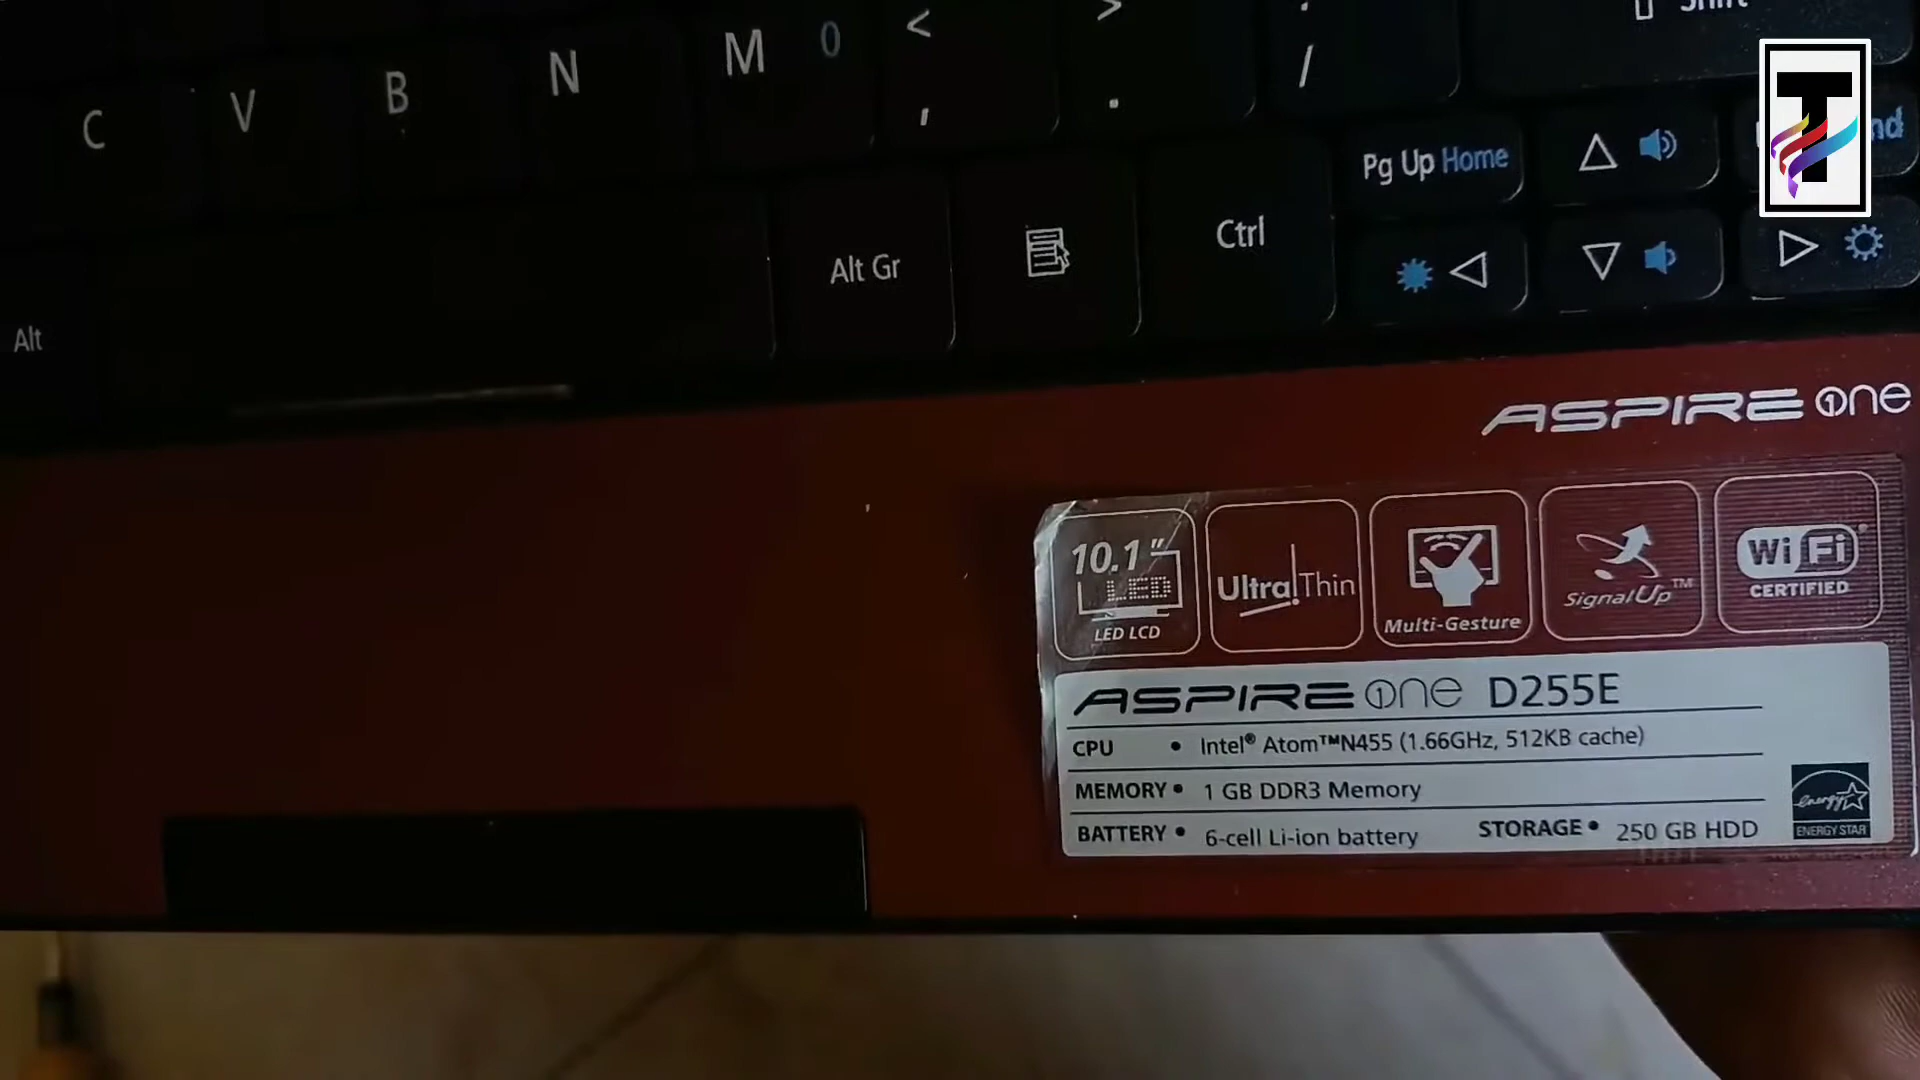 C V B N M 0 < , > . /
Pg Up Home
Alt Alt Gr Ctrl
ASPIRE one
10.1" LED LED LCD
Ultra Thin
Multi-Gesture
SignalUp™
Wi Fi® CERTIFIED
ASPIRE one D255E
CPU • Intel® Atom™N455 (1.66GHz, 512KB cache)
MEMORY • 1 GB DDR3 Memory
BATTERY • 6-cell Li-ion battery STORAGE • 250 GB HDD
energy ENERGY STAR
T